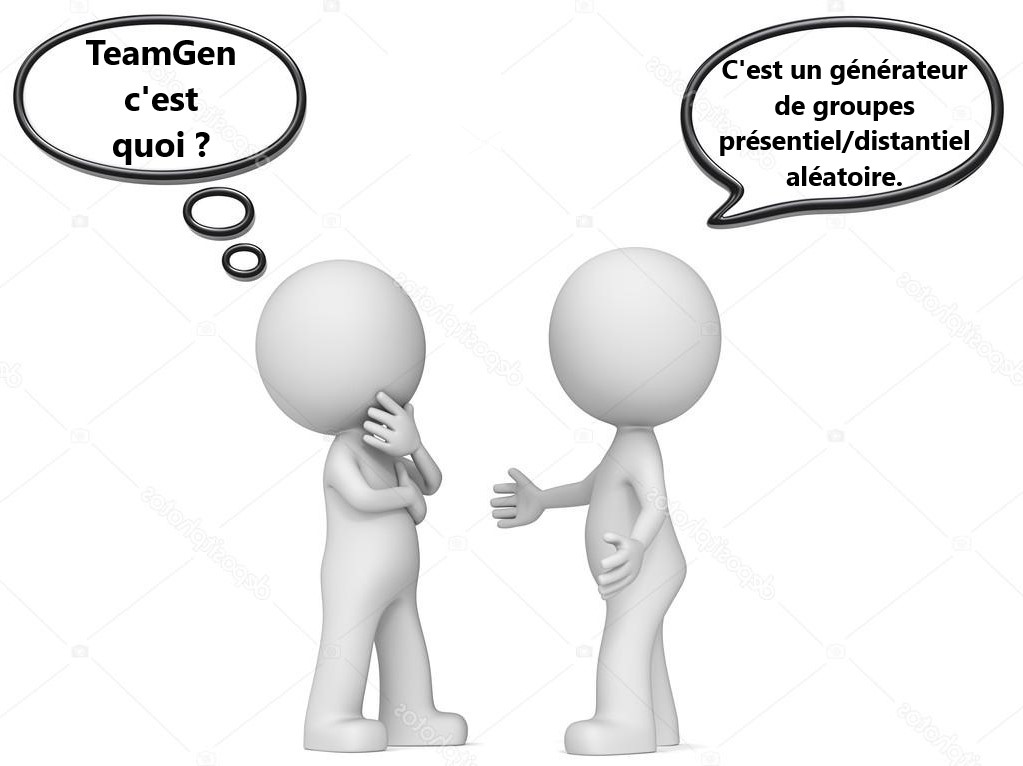 TeamGen
c'est
quoi ?
C'est un générateur
de groupes
présentiel/distantiel
aléatoire.